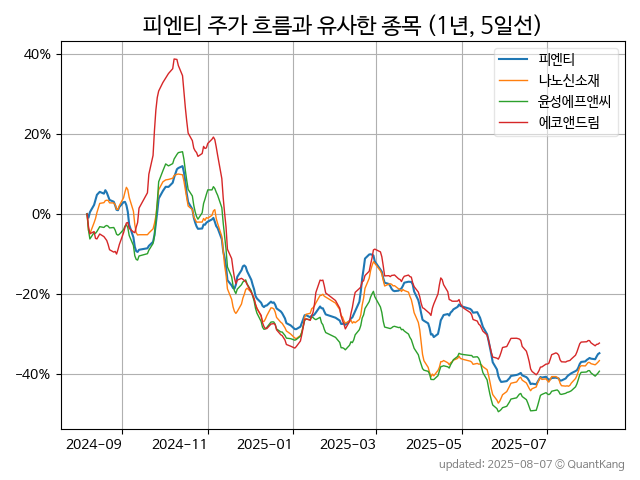 피엔티 주가 흐름과 유사한 종목 (1년, 5일선)
피엔티
나노신소재
윤성에프앤씨
에코앤드림
40%
20%
0%
−20%
−40%
2024-09 2024-11 2025-01 2025-03 2025-05 2025-07
updated: 2025-08-07 © QuantKang